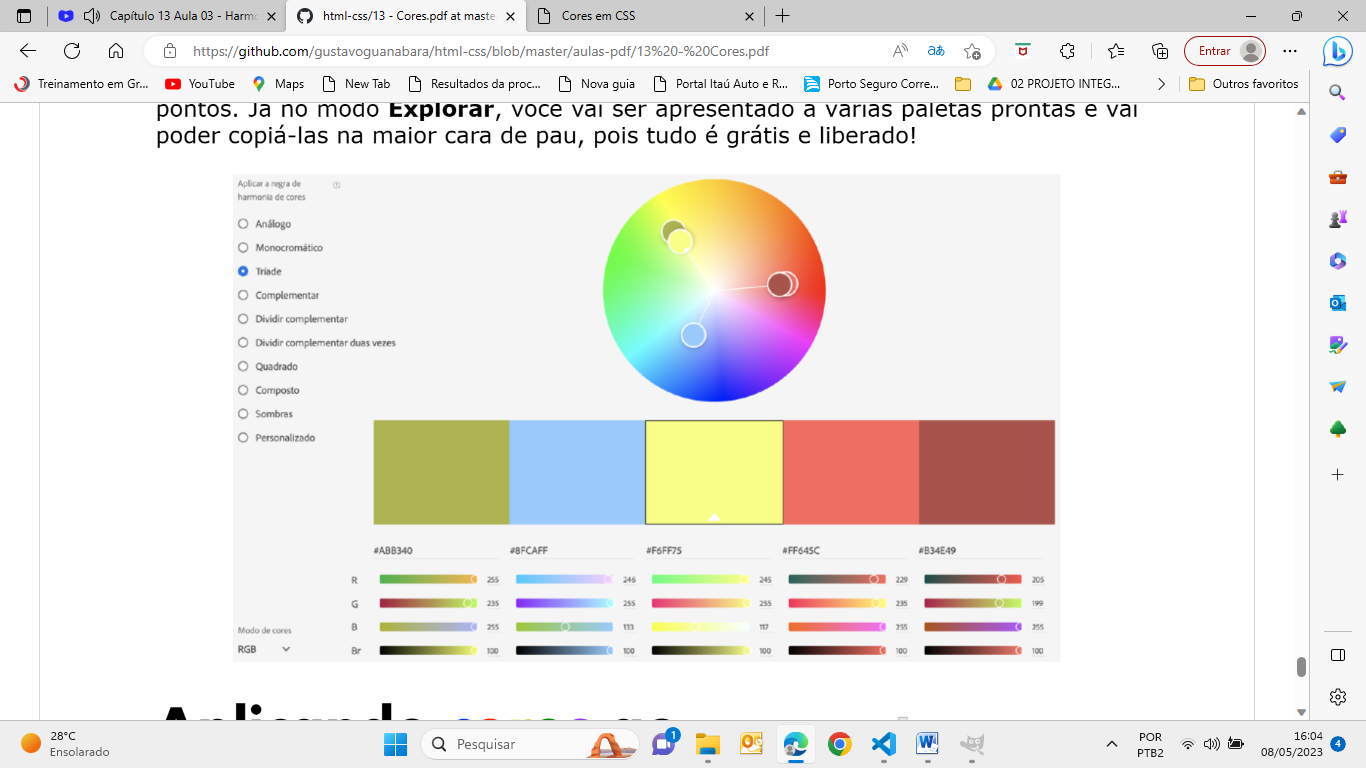 Capítulo 13 Aula 03 - Harmo
html-css/13 - Cores.pdf at maste
Cores em CSS
https://github.com/gustavoguanabara/html-css/blob/master/aulas-pdf/13%20-%20Cores.pdf
Entrar
Treinamento em Gr...
YouTube
Maps
New Tab
Resultados da proc...
Nova guia
Portal Itaú Auto e R...
Porto Seguro Corre...
02 PROJETO INTEG...
Outros favoritos
pontos. Já no modo Explorar, você vai ser apresentado a várias paletas prontas e vai
poder copiá-las na maior cara de pau, pois tudo é grátis e liberado!
Aplicar a regra de
harmonia de cores
Análogo
Monocromático
Tríade
Complementar
Dividir complementar
Dividir complementar duas vezes
Quadrado
Composto
Sombras
Personalizado
#ABB340 #8FCAFF #F6FF75 #FF645C #B34E49
R 255 246 245 229 205
G 235 255 255 235 199
B 255 133 117 255 255
Modo de cores
RGB Br 100 100 100 100 100
Aplicando cores ao
28°C
Ensolarado
Pesquisar
1
POR
PTB2
16:04
08/05/2023
4